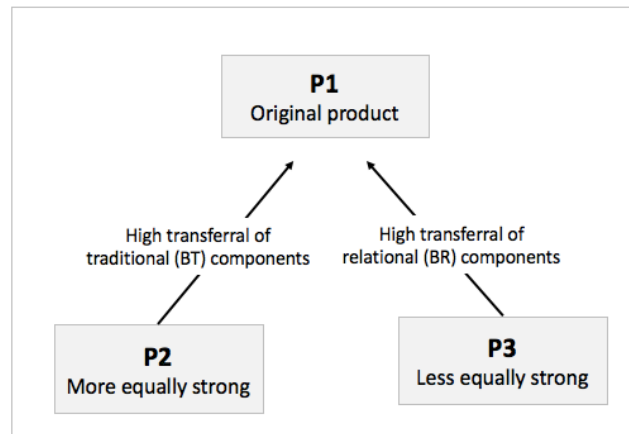 P1
Original product
High transferral of
traditional (BT) components
High transferral of
relational (BR) components
P2
More equally strong
P3
Less equally strong